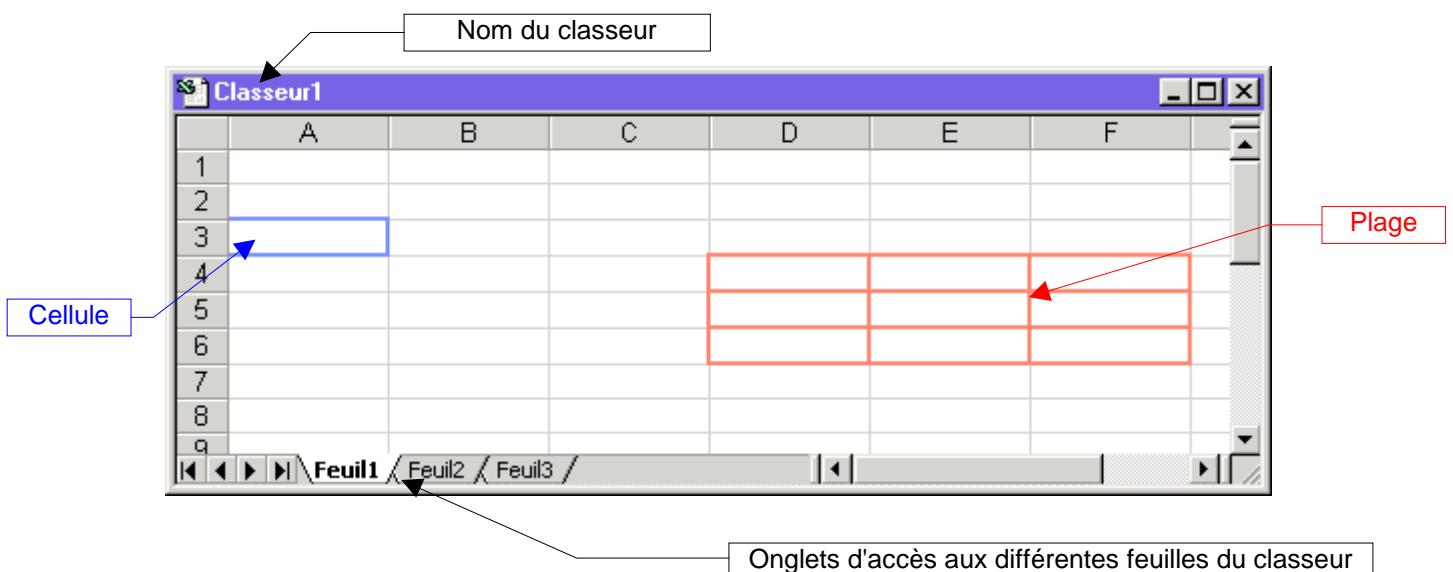 Nom du classeur
Classeur1
A B C D E F
1
2
3
Plage
4
Cellule
5
6
7
8
9
Feuil1 Feuil2 Feuil3
Onglets d'accès aux différentes feuilles du classeur